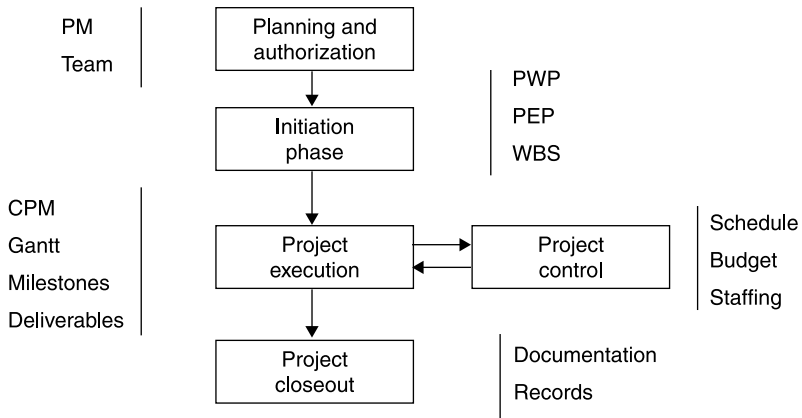 PM
Team
Planning and
authorization
PWP
PEP
WBS
Initiation
phase
CPM
Gantt
Milestones
Deliverables
Project
execution
Project
control
Schedule
Budget
Staffing
Project
closeout
Documentation
Records